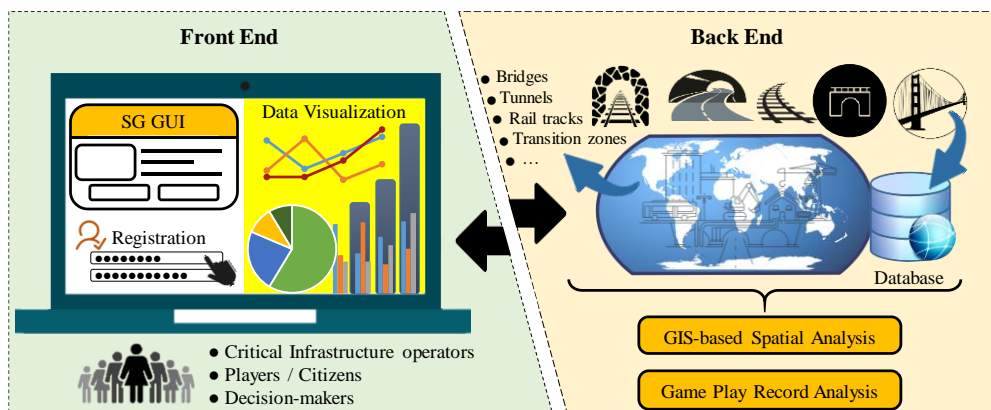 Front End
SG GUI
Data Visualization
Registration
● Critical Infrastructure operators
● Players / Citizens
● Decision-makers
Back End
● Bridges
● Tunnels
● Rail tracks
● Transition zones
● …
Database
GIS-based Spatial Analysis
Game Play Record Analysis